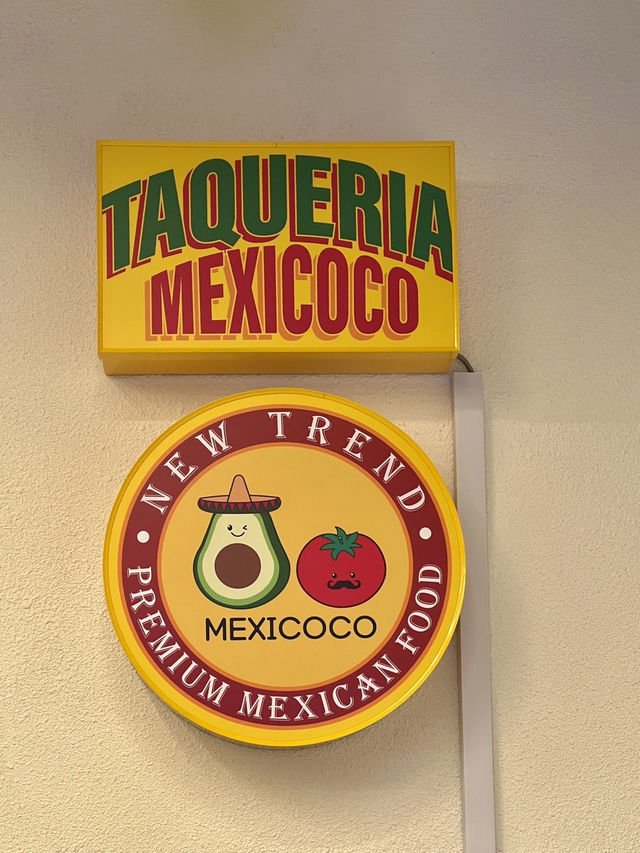 TAQUERIA
MEXICOCO
NEW TREND
MEXICOCO
PREMIUM MEXICAN FOOD